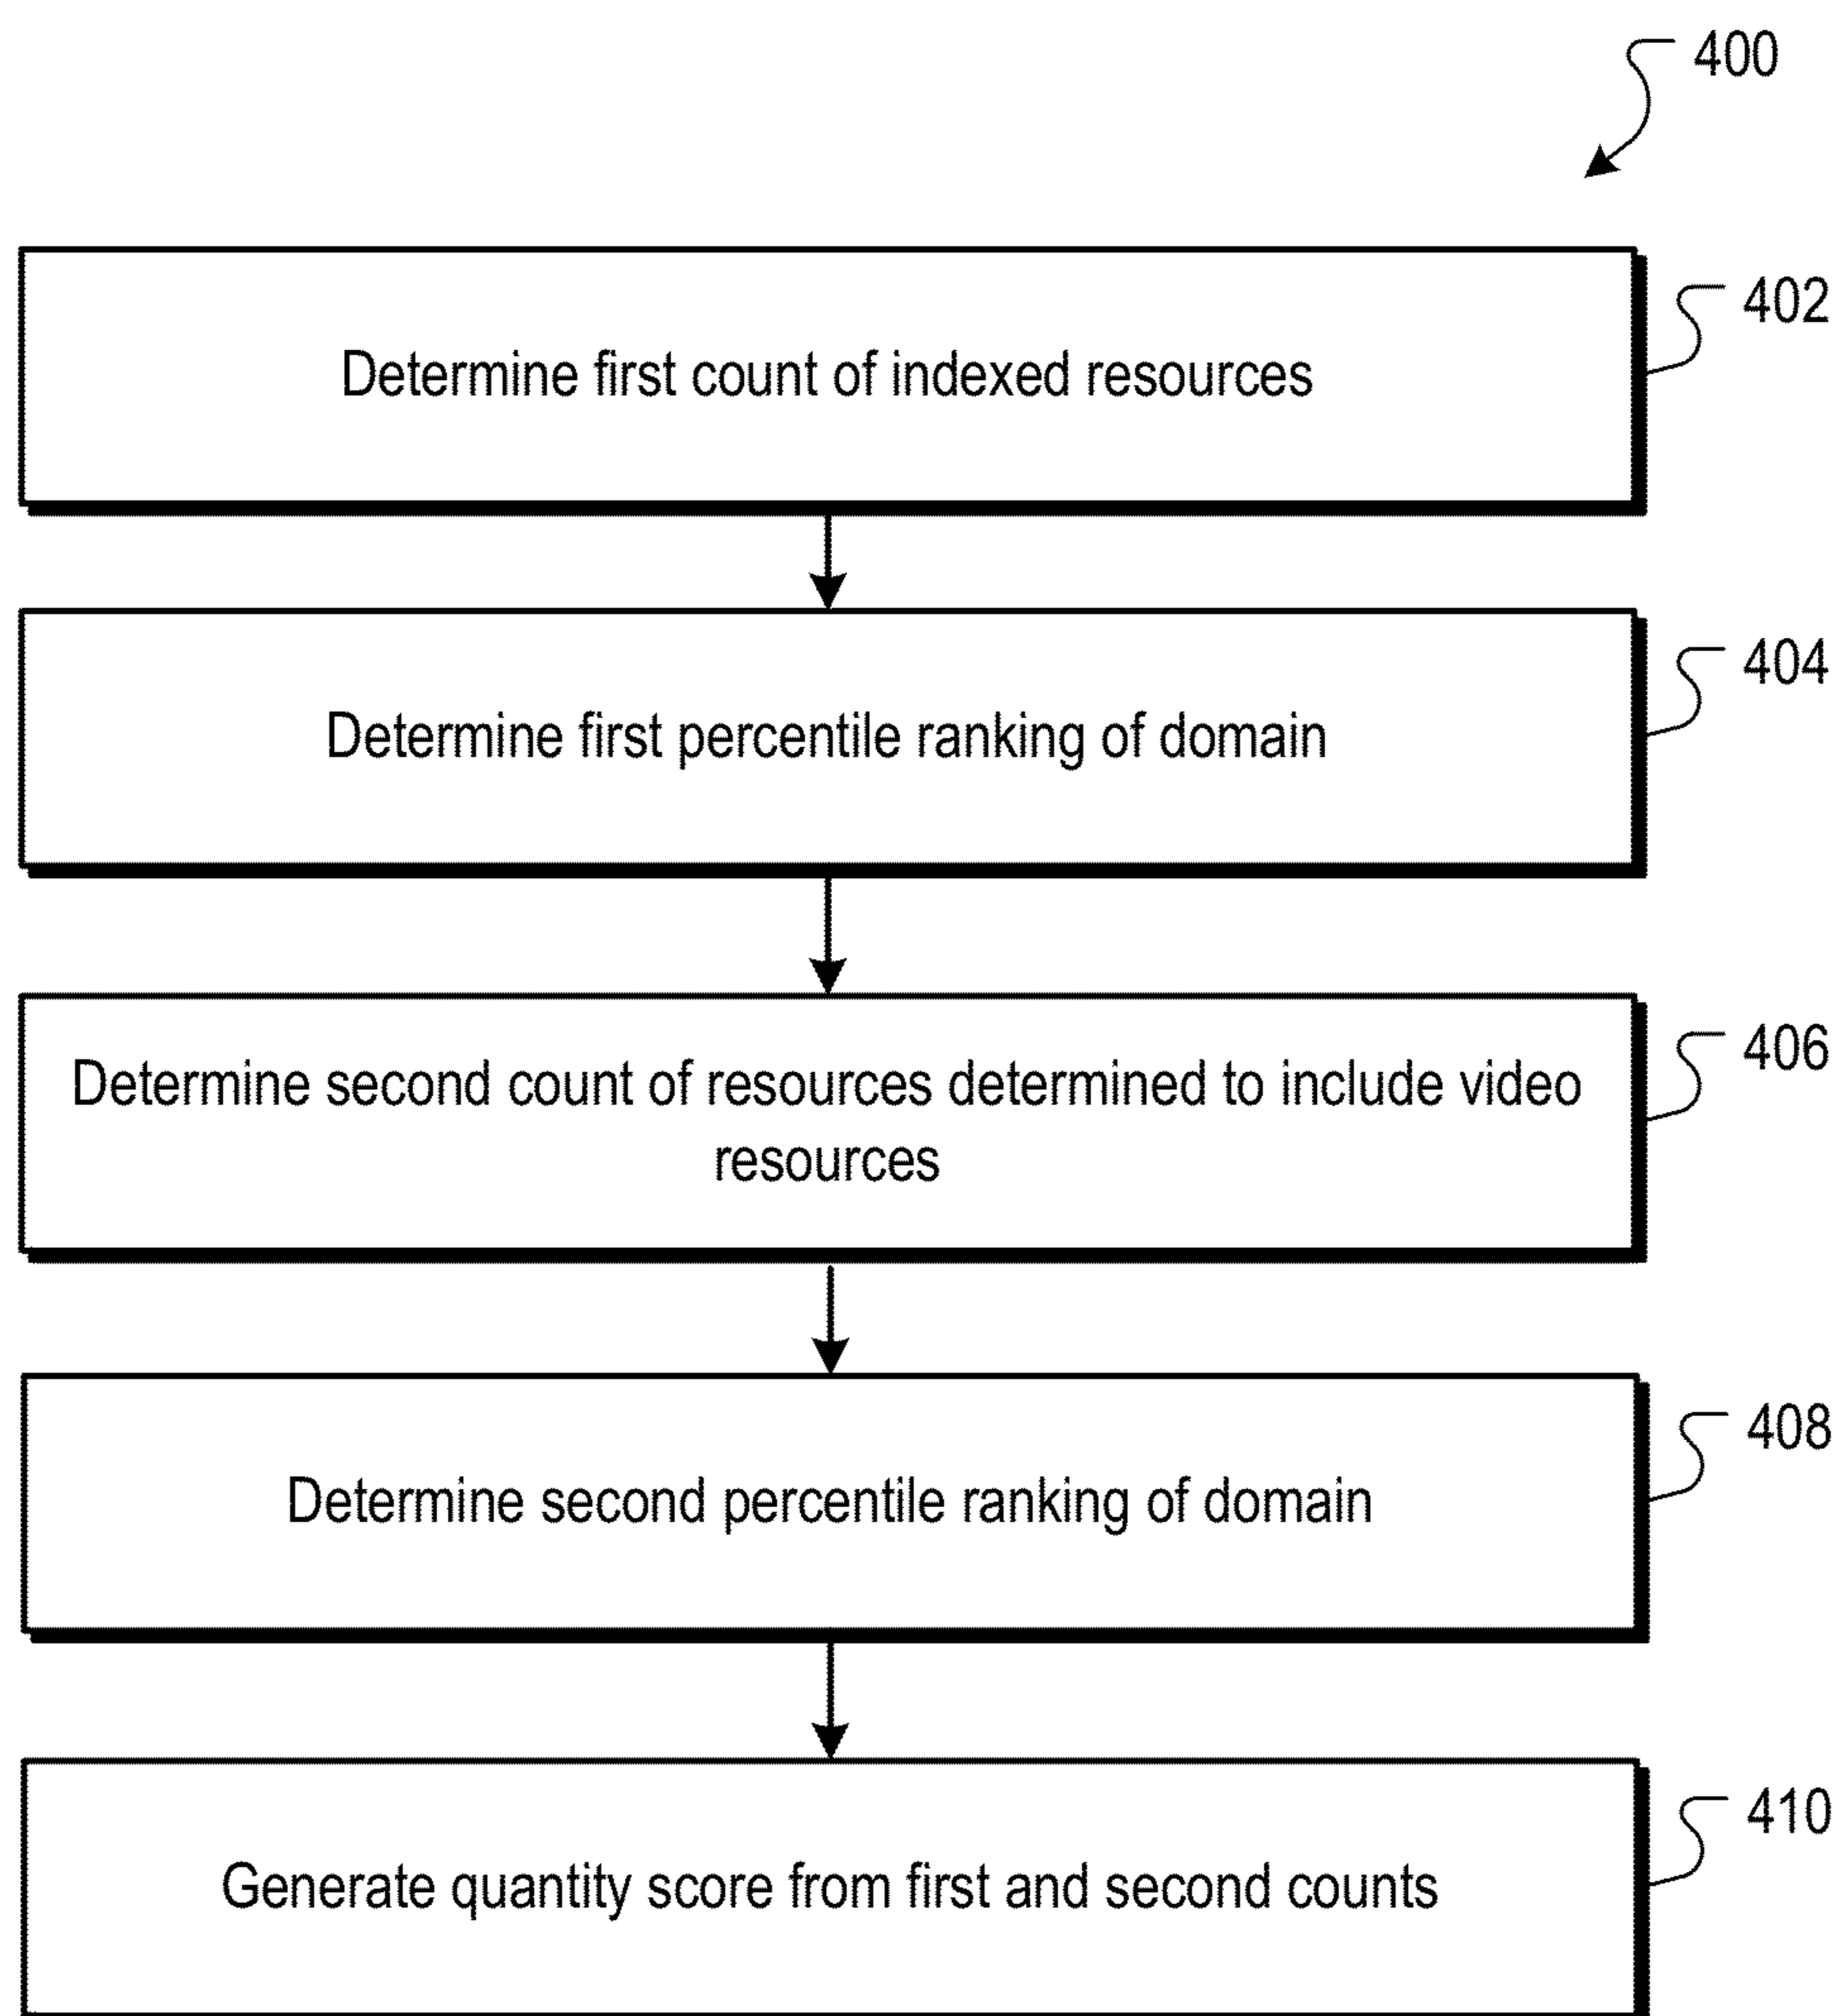 400
402
Determine first count of indexed resources
404
Determine first percentile ranking of domain
406
Determine second count of resources determined to include video
resources
408
Determine second percentile ranking of domain
410
Generate quantity score from first and second counts